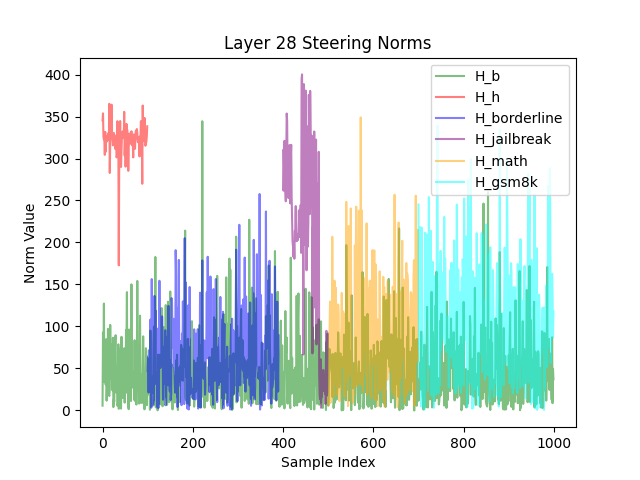 Layer 28 Steering Norms
Norm Value
400
350
300
250
200
150
100
50
0
H_b
H_h
H_borderline
H_jailbreak
H_math
H_gsm8k
0
200
400
600
800
1000
Sample Index